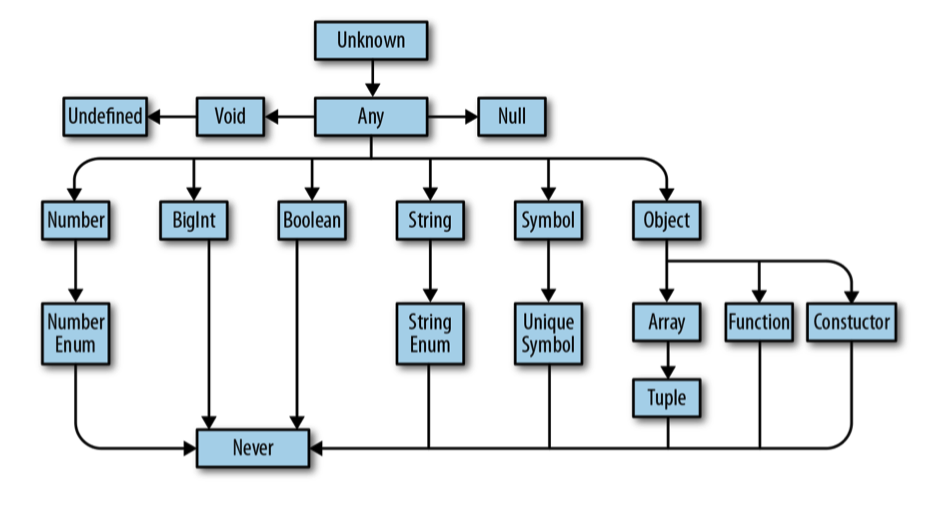 Unknown
Undefined
Void
Any
Null
Number
BigInt
Boolean
String
Symbol
Object
Number
Enum
String
Enum
Unique
Symbol
Array
Function
Constuctor
Tuple
Never